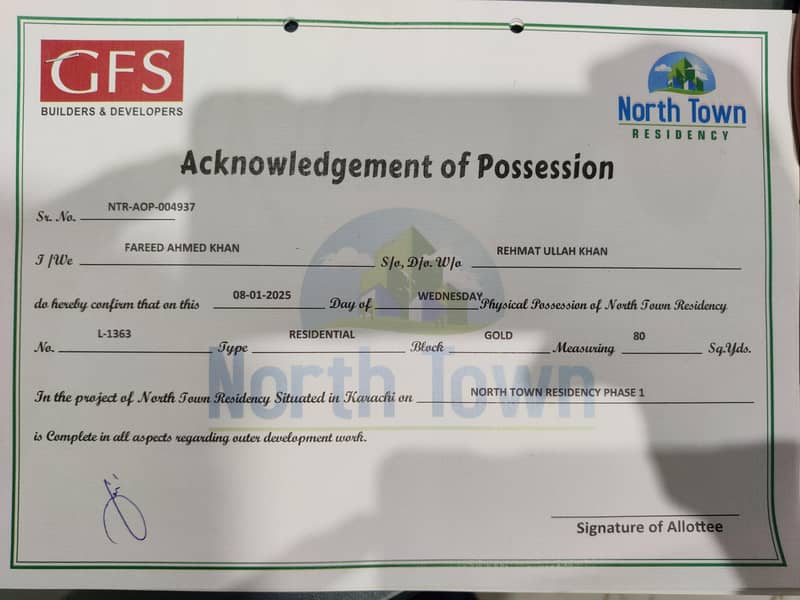 GFS
BUILDERS & DEVELOPERS
North Town
RESIDENCY
Acknowledgement of Possession
Sr. No. NTR-AOP-004937
I /We FAREED AHMED KHAN S/o, D/o. W/o REHMAT ULLAH KHAN
do hereby confirm that on this 08-01-2025 Day of WEDNESDAY Physical Possession of North Town Residency
No. L-1363 Type RESIDENTIAL Block GOLD Measuring 80 Sq.Yds.
In the project of North Town Residency Situated in Karachi on NORTH TOWN RESIDENCY PHASE 1
North Town
is Complete in all aspects regarding outer development work.
Signature of Allottee